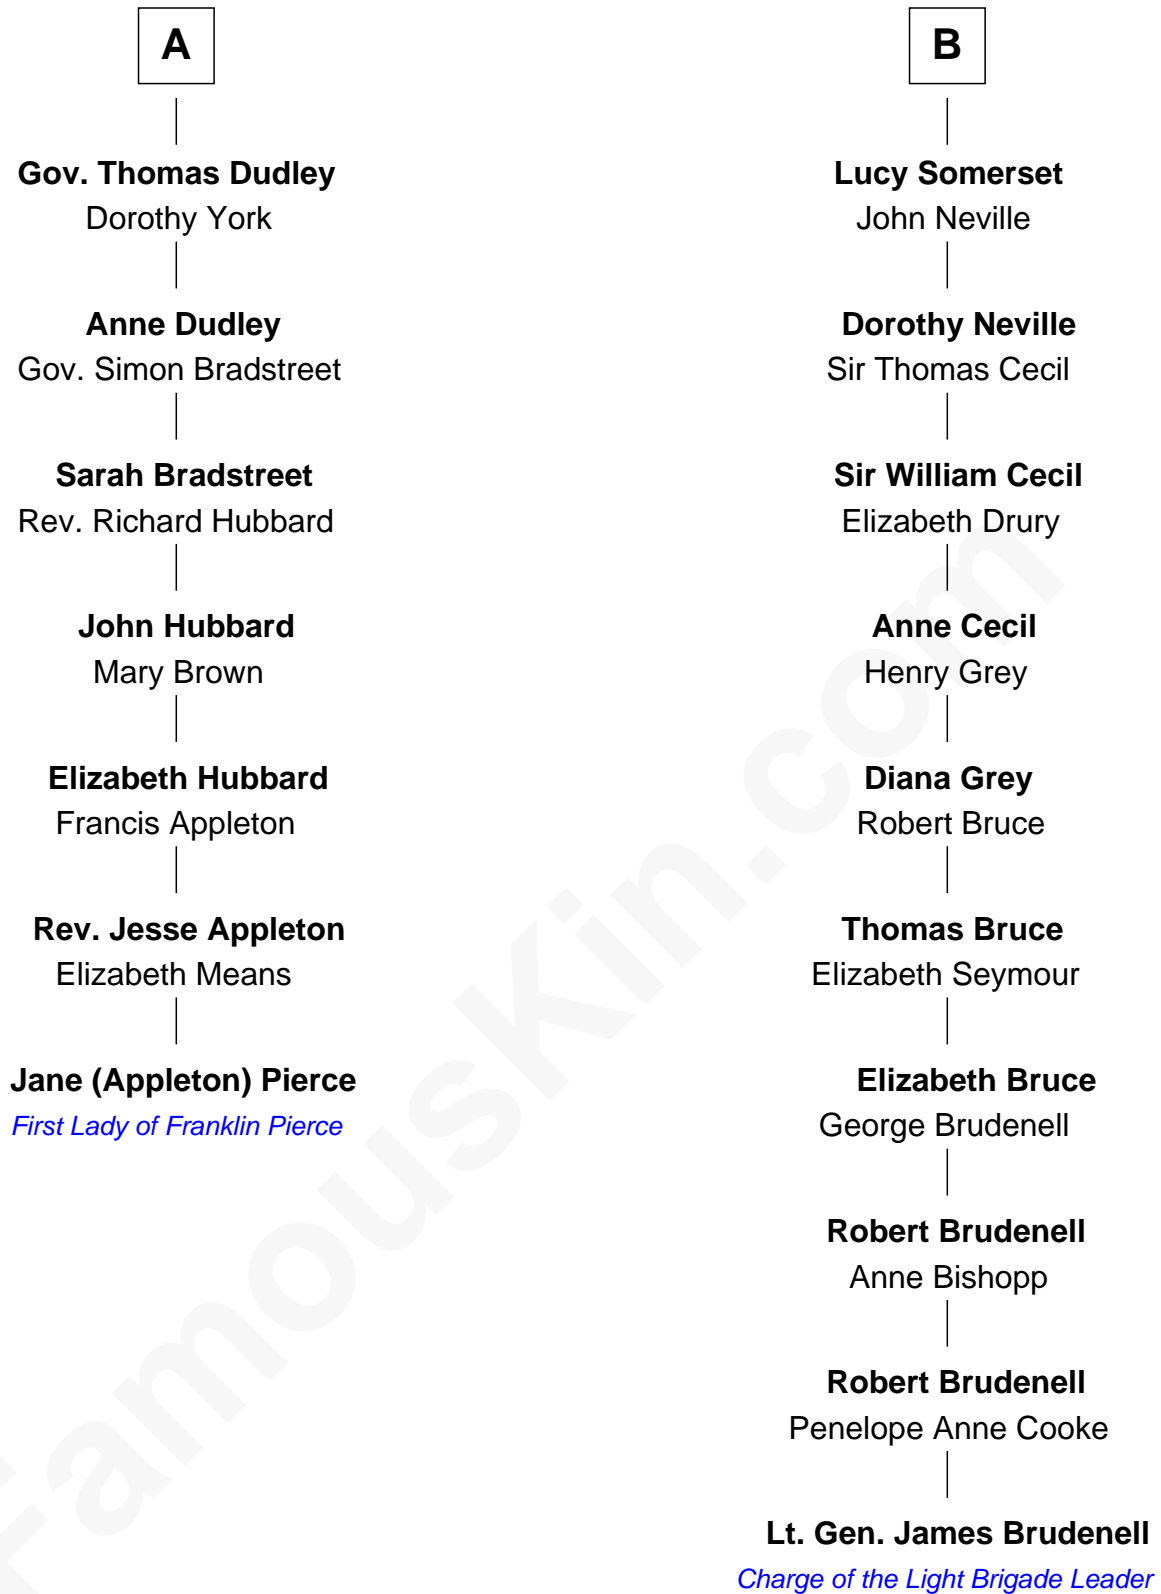 A
Gov. Thomas Dudley
Dorothy York
Anne Dudley
Gov. Simon Bradstreet
Sarah Bradstreet
Rev. Richard Hubbard
John Hubbard
Mary Brown
Elizabeth Hubbard
Francis Appleton
Rev. Jesse Appleton
Elizabeth Means
Jane (Appleton) Pierce
First Lady of Franklin Pierce
B
Lucy Somerset
John Neville
Dorothy Neville
Sir Thomas Cecil
Sir William Cecil
Elizabeth Drury
Anne Cecil
Henry Grey
Diana Grey
Robert Bruce
Thomas Bruce
Elizabeth Seymour
Elizabeth Bruce
George Brudenell
Robert Brudenell
Anne Bishopp
Robert Brudenell
Penelope Anne Cooke
Lt. Gen. James Brudenell
Charge of the Light Brigade Leader
FamousKin.com